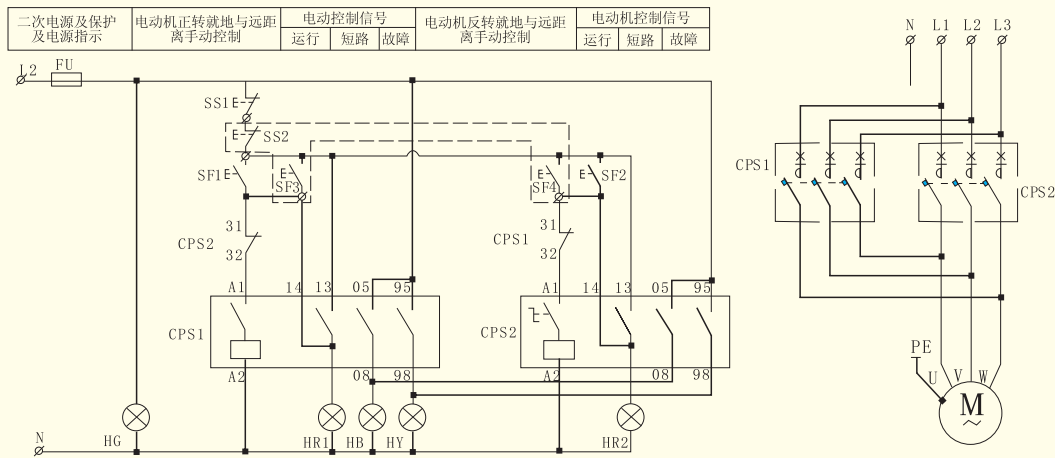 二次电源及保护
及电源指示
电动机正转就地与远距
离手动控制
电动控制信号
运行 短路 故障
电动机反转就地与远距
离手动控制
电动机控制信号
运行 短路 故障
N L1 L2 L3
L2 FU
SS1
SS2
SF1 SF3 SF4 SF2
CPS1 CPS2
31
CPS2
32
31
CPS1
32
A1 14 13 05 95
A1 14 13 05 95
CPS1
CPS2
A2 08 98
A2 08 98
PE
U V W
M
~
N
HG HR1 HB HY HR2